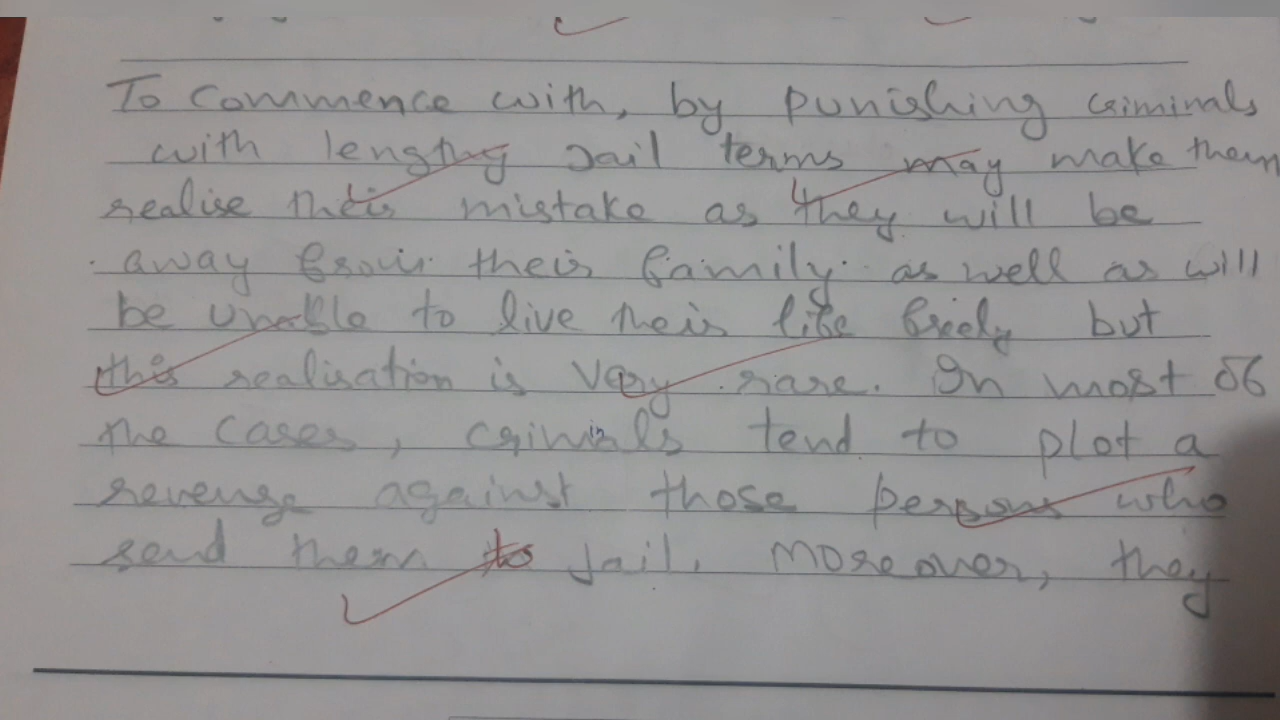 To commence with, by punishing criminals
with lengthy Jail terms may make them
realise their mistake as they will be
away from their family as well as will
be unable to live their life freely but
this realisation is very rare. In most of
the cases, criminals tend to plot a
revenge against those persons who
send them to Jail. Moreover, they